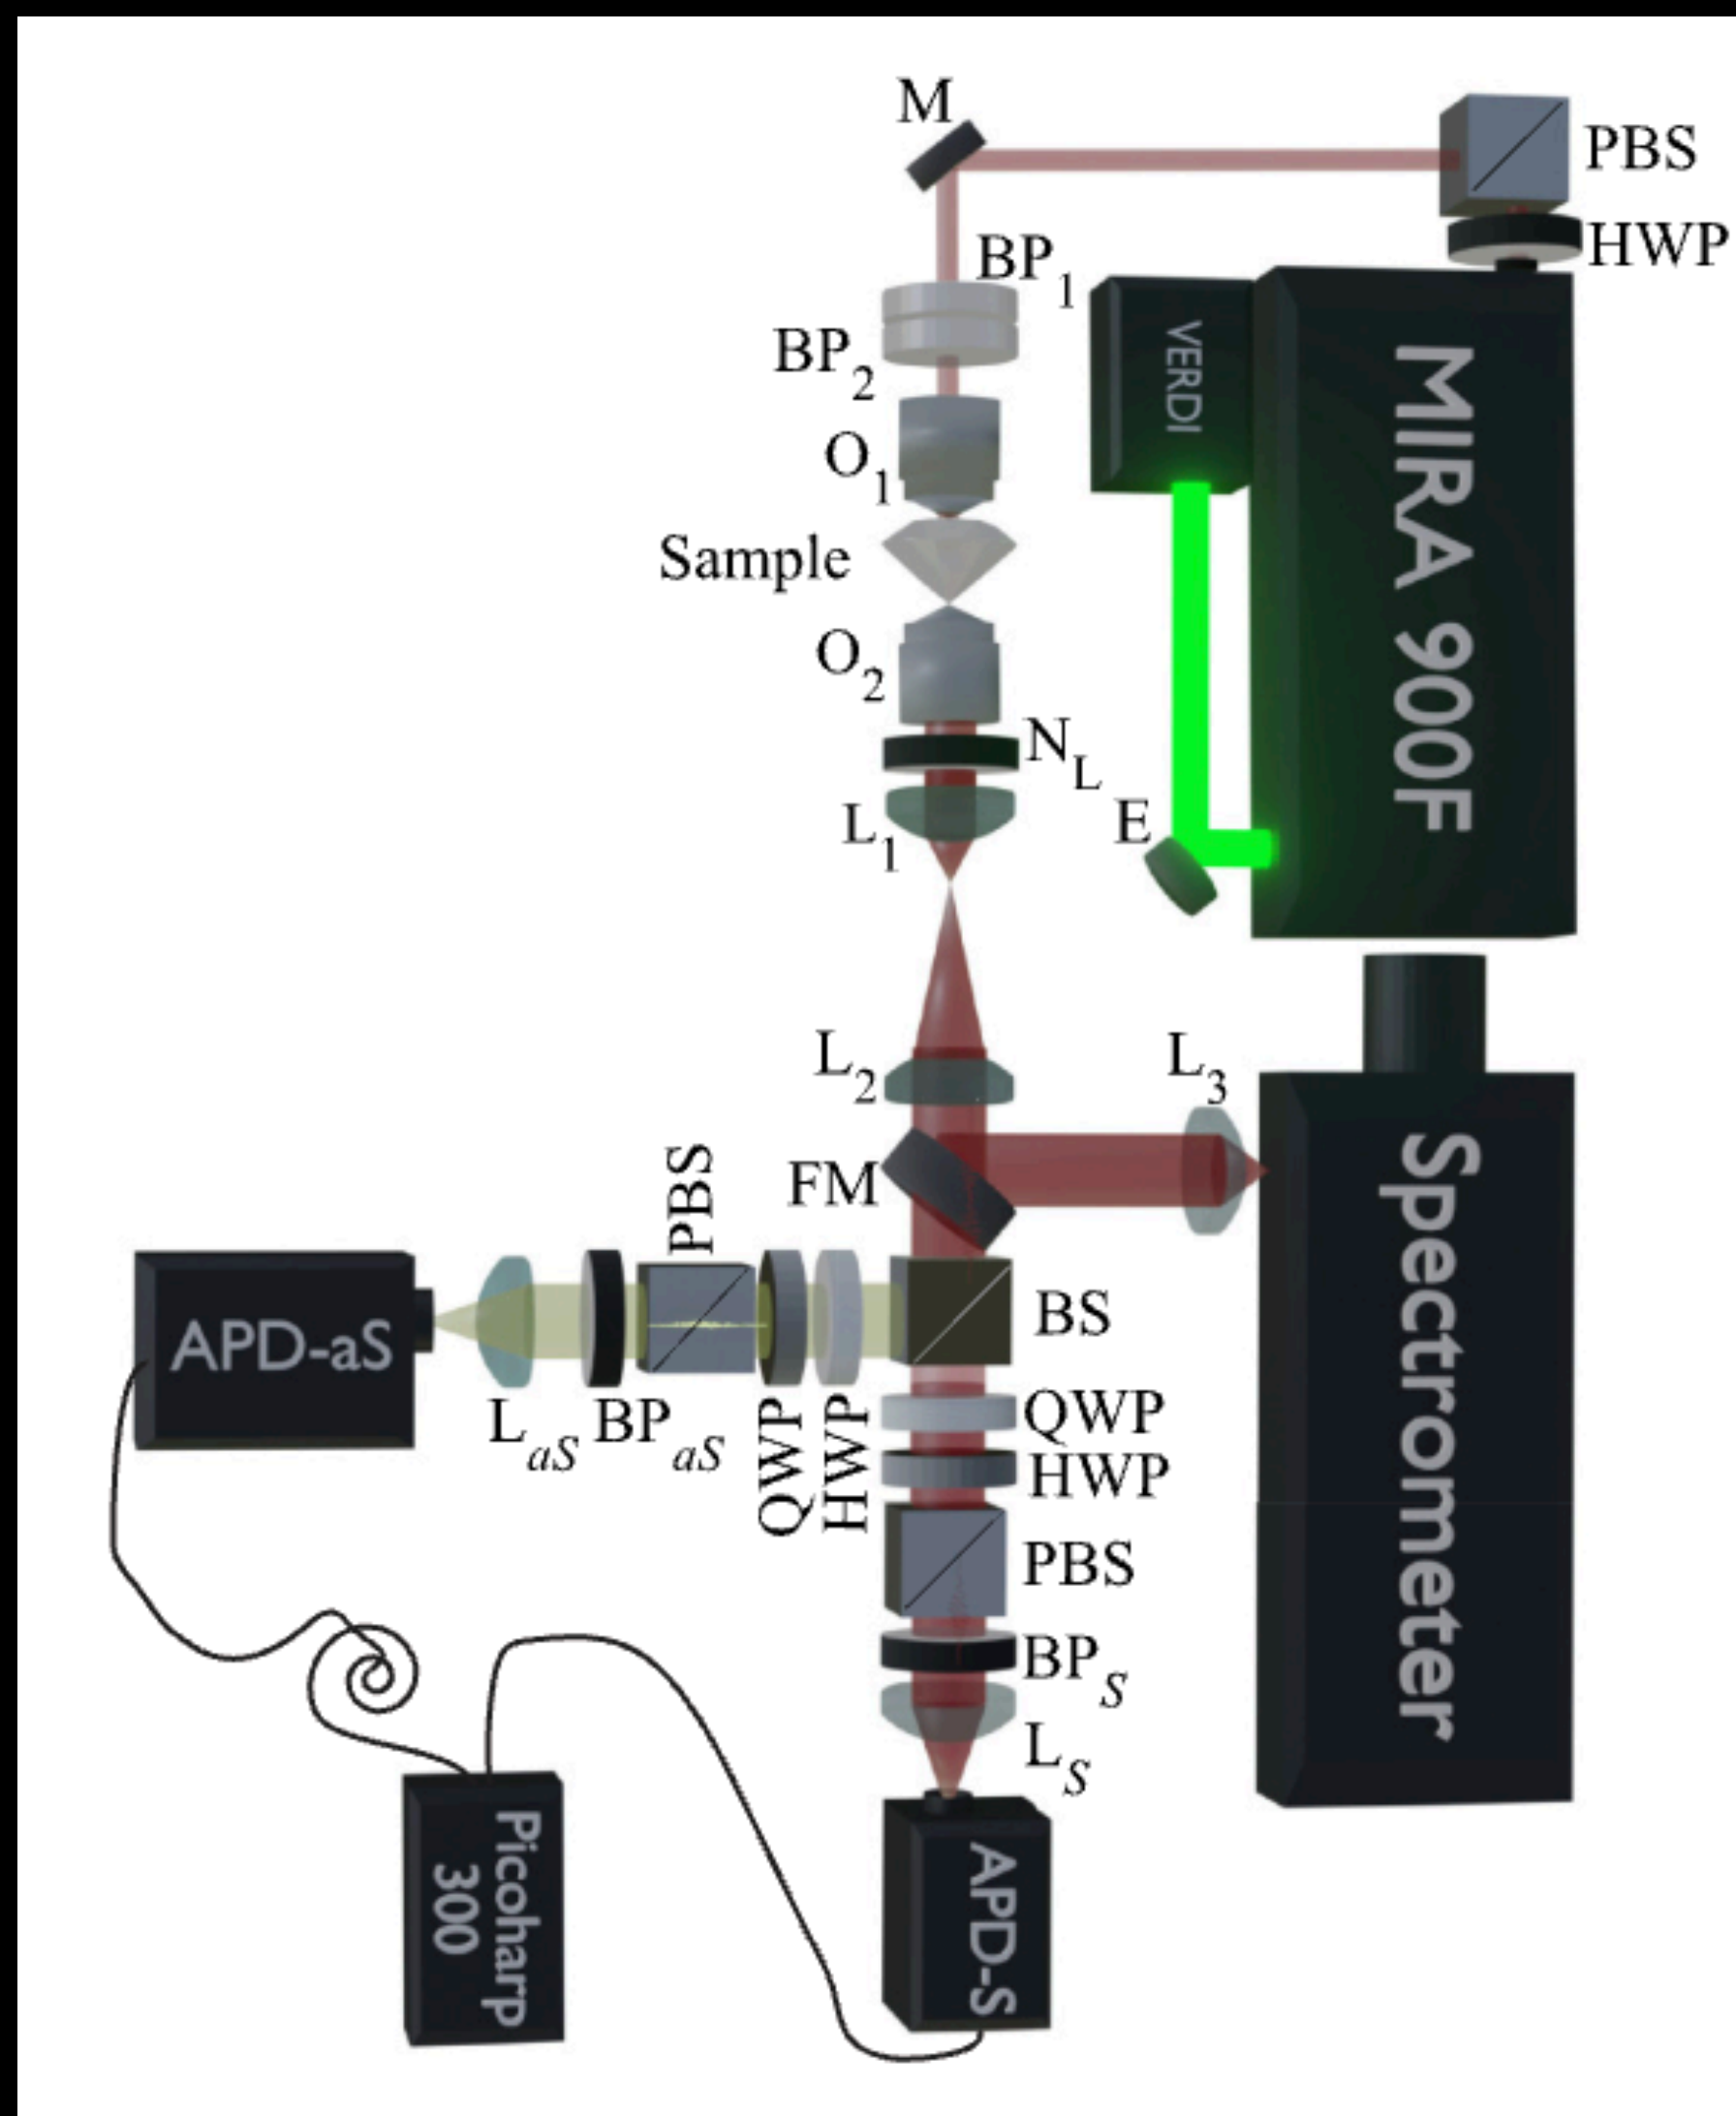 M
PBS
HWP
BP1
BP2
VERDI
MIRA 900F
O1
Sample
O2
NL
L1
E
L2
L3
FM
PBS
BS
APD-aS
LaS
BPaS
QWP
HWP
QWP
HWP
PBS
BPS
LS
Spectrometer
Picoharp
300
APD-S